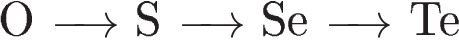 O ⟶ S ⟶ Se ⟶ Te